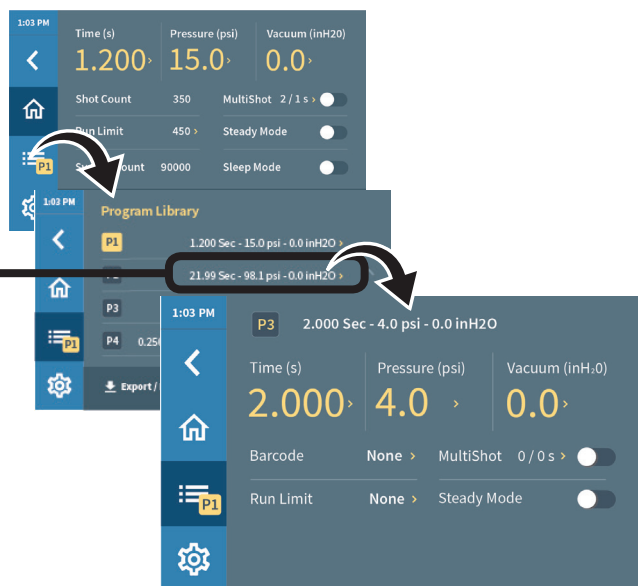 1:03 PM
Time (s) Pressure (psi) Vacuum (inH20)
1.200› 15.0› 0.0›
Shot Count 350 MultiShot 2 / 1 s ›
Run Limit 450 › Steady Mode
90000 Sleep Mode
P1
1:03 PM
Program Library
P1 1.200 Sec - 15.0 psi - 0.0 inH2O ›
21.99 Sec - 98.1 psi - 0.0 inH2O ›
P3
P4
P1
Export /
1:03 PM
P3 2.000 Sec - 4.0 psi - 0.0 inH2O
Time (s) Pressure (psi) Vacuum (inH₂0)
2.000› 4.0 › 0.0›
Barcode None › MultiShot 0 / 0 s ›
Run Limit None › Steady Mode
P1